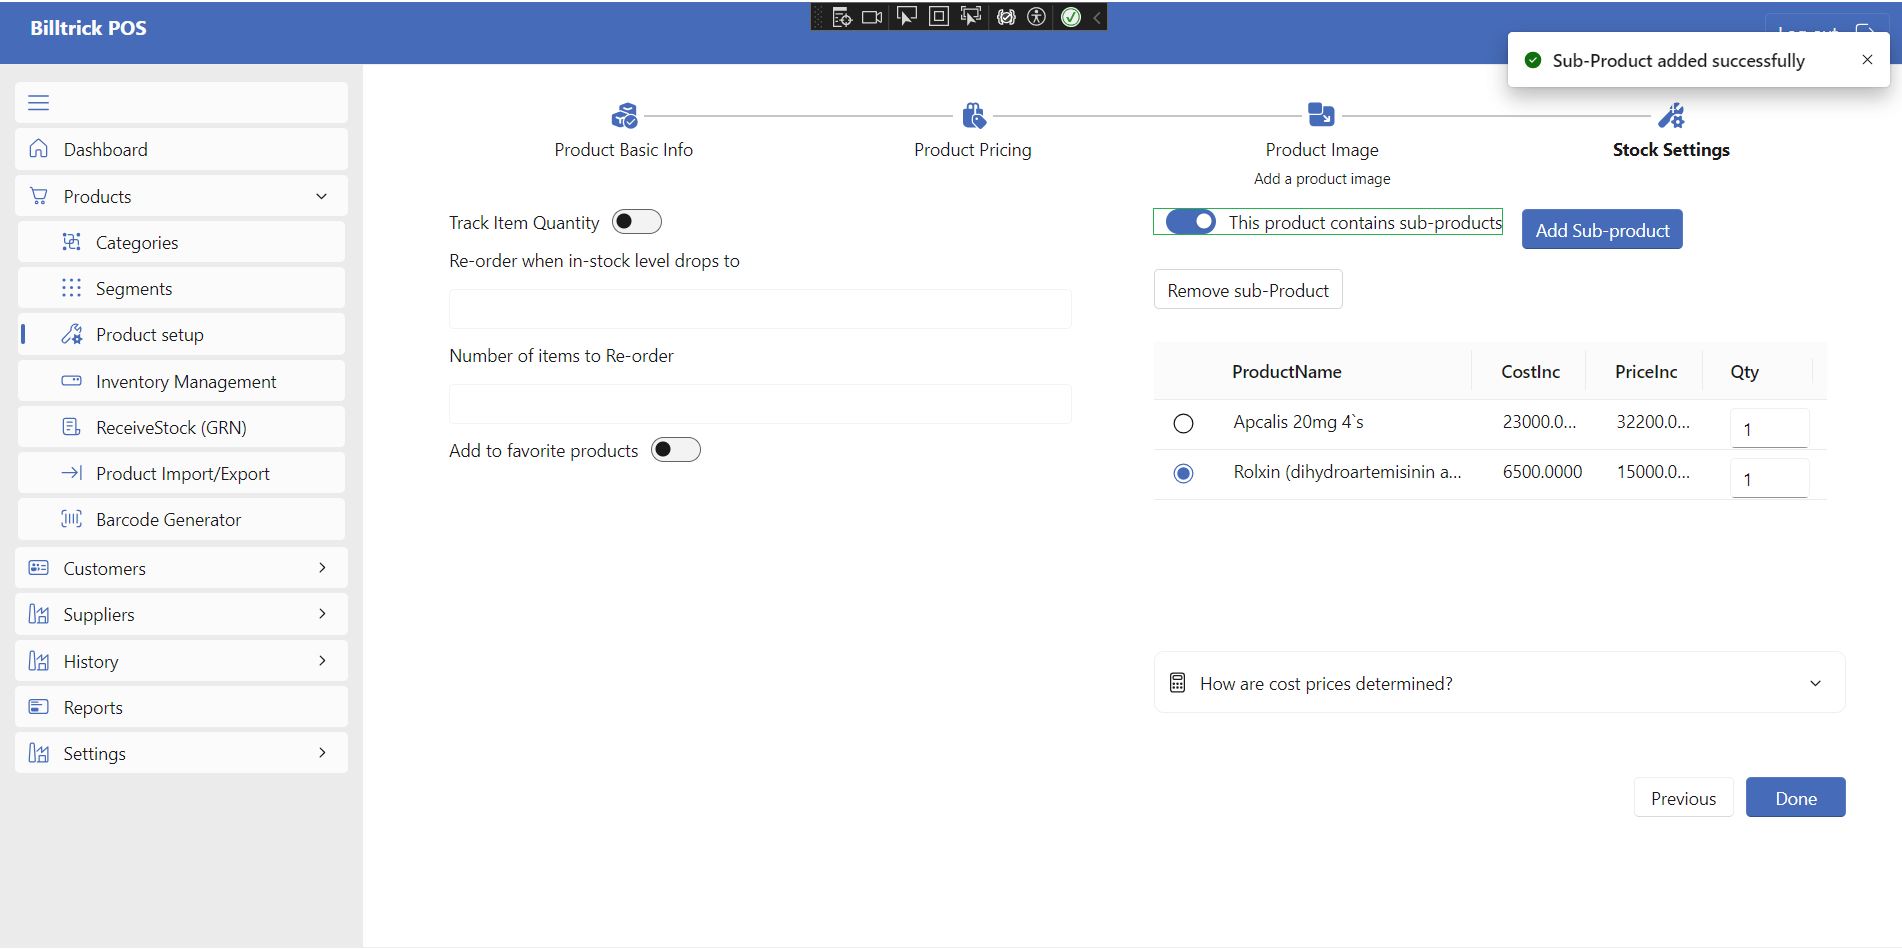 Billtrick POS
Log out
Sub-Product added successfully
Dashboard
Products
Categories
Segments
Product setup
Inventory Management
ReceiveStock (GRN)
Product Import/Export
Barcode Generator
Customers
Suppliers
History
Reports
Settings
Product Basic Info
Product Pricing
Product Image
Add a product image
Stock Settings
Track Item Quantity
Re-order when in-stock level drops to
Number of items to Re-order
Add to favorite products
This product contains sub-products
Add Sub-product
Remove sub-Product
ProductName CostInc PriceInc Qty
Apcalis 20mg 4`s 23000.0... 32200.0... 1
Rolxin (dihydroartemisinin a... 6500.0000 15000.0... 1
How are cost prices determined?
Previous Done